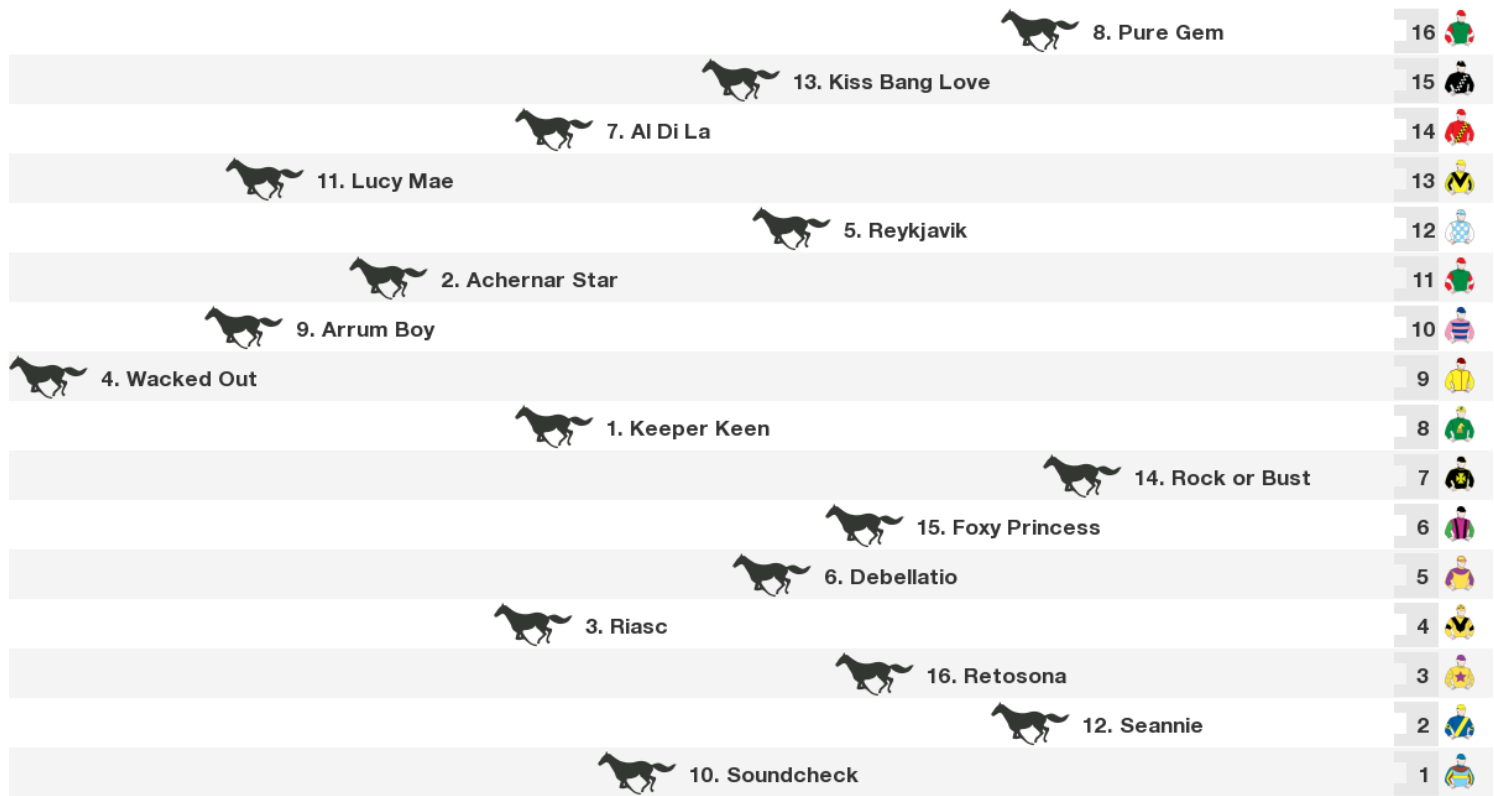 8. Pure Gem 16
13. Kiss Bang Love 15
7. Al Di La 14
11. Lucy Mae 13
5. Reykjavik 12
2. Achernar Star 11
9. Arrum Boy 10
4. Wacked Out 9
1. Keeper Keen 8
14. Rock or Bust 7
15. Foxy Princess 6
6. Debellatio 5
3. Riasc 4
16. Retosona 3
12. Seannie 2
10. Soundcheck 1